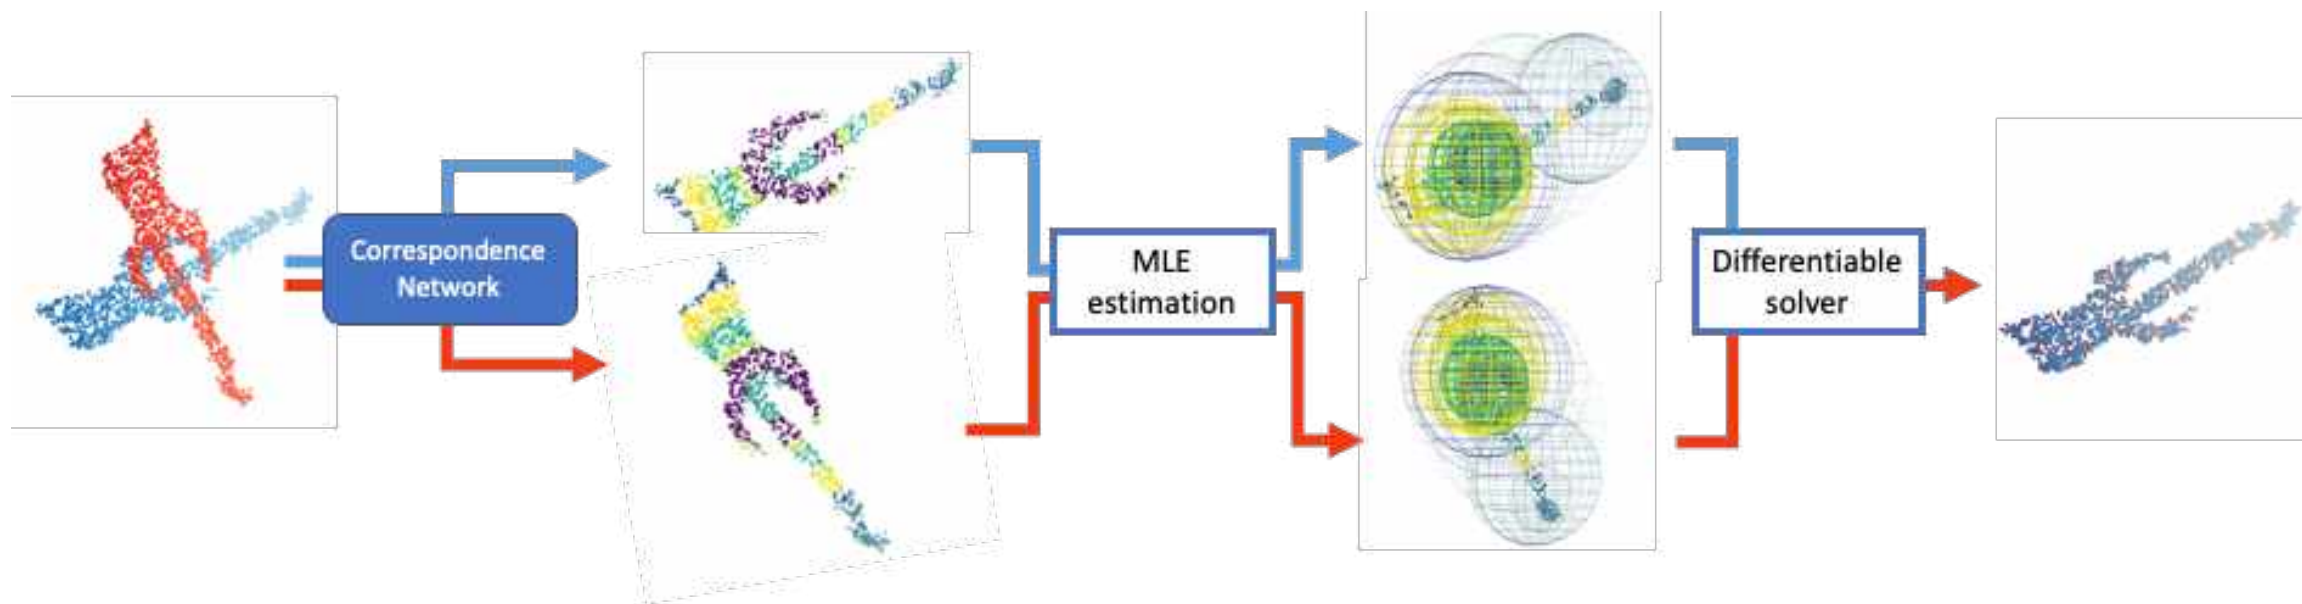 Correspondence
Network
MLE
estimation
Differentiable
solver